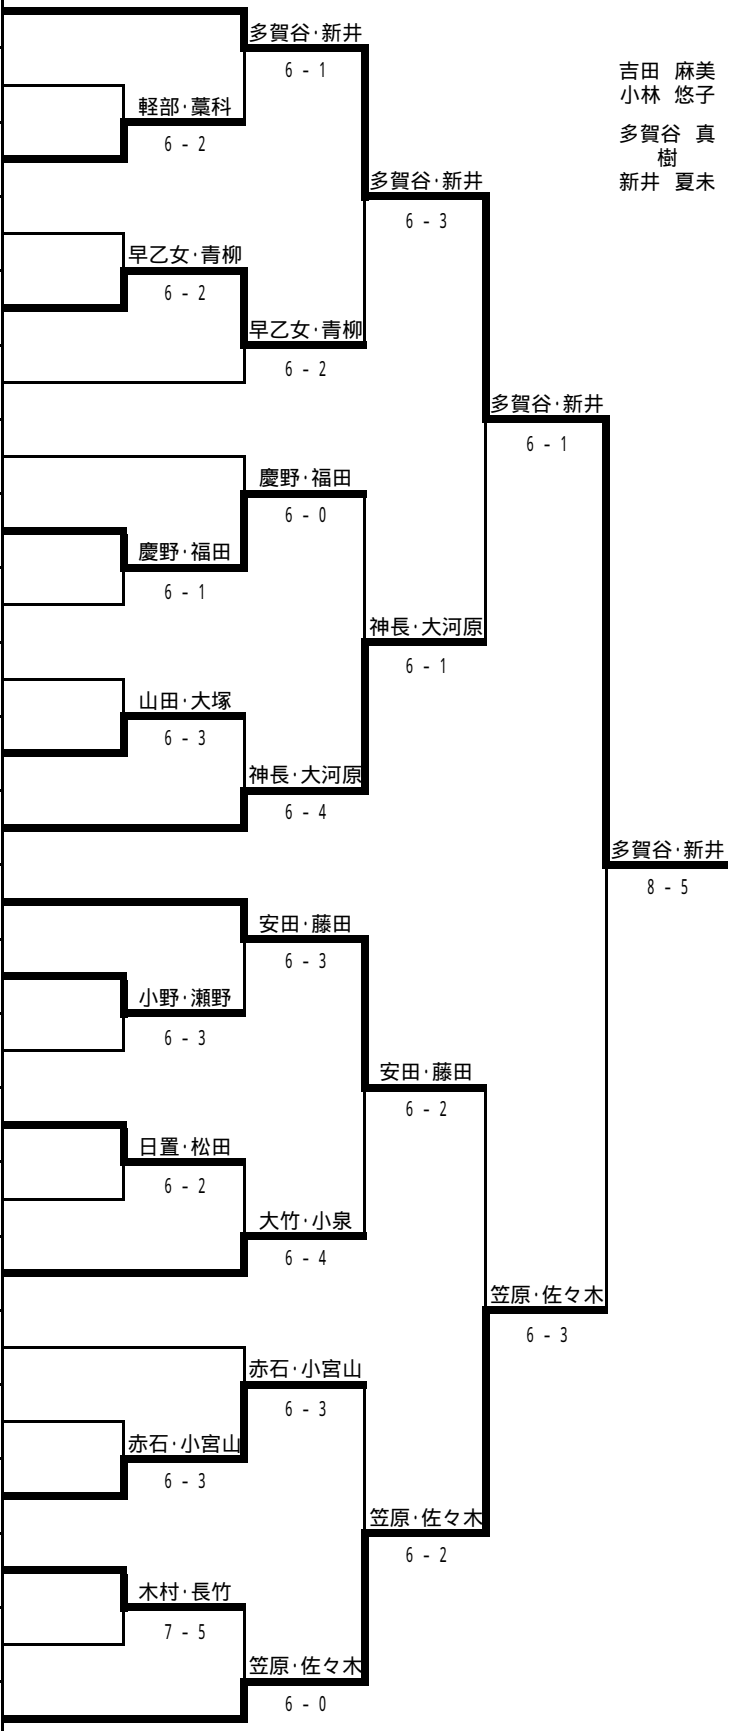 多賀谷･新井
6 - 1
吉田 麻美
小林 悠子
軽部･藁科
6 - 2
多賀谷 真
樹
新井 夏未
多賀谷･新井
6 - 3
早乙女･青柳
6 - 2
早乙女･青柳
6 - 2
多賀谷･新井
6 - 1
慶野･福田
6 - 0
慶野･福田
6 - 1
神長･大河原
6 - 1
山田･大塚
6 - 3
神長･大河原
6 - 4
多賀谷･新井
8 - 5
安田･藤田
6 - 3
小野･瀬野
6 - 3
安田･藤田
6 - 2
日置･松田
6 - 2
大竹･小泉
6 - 4
笠原･佐々木
6 - 3
赤石･小宮山
6 - 3
赤石･小宮山
6 - 3
笠原･佐々木
6 - 2
木村･長竹
7 - 5
笠原･佐々木
6 - 0